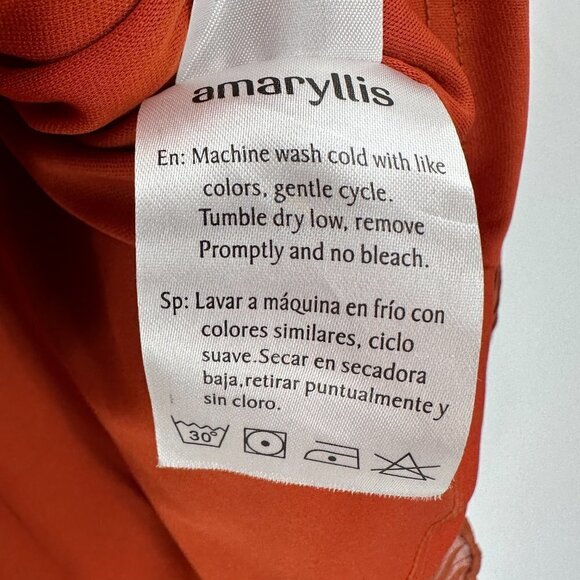 amaryllis
En: Machine wash cold with like
colors, gentle cycle.
Tumble dry low, remove
Promptly and no bleach.
Sp: Lavar a máquina en frío con
colores similares, ciclo
suave.Secar en secadora
baja,retirar puntualmente y
sin cloro.
30°